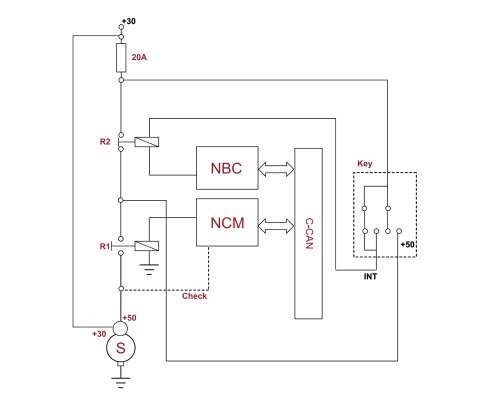 +30
20A
R2
NBC
Key
NCM
C-CAN
R1
+50
INT
Check
+50
+30
S